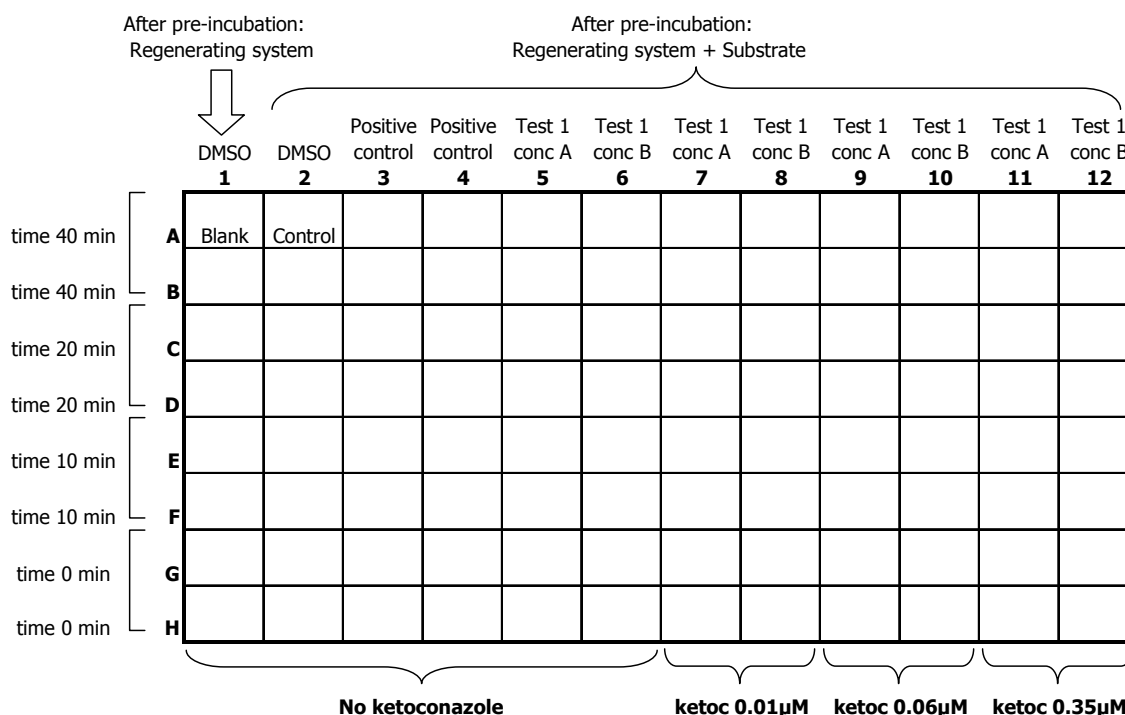 After pre-incubation:
Regenerating system
After pre-incubation:
Regenerating system + Substrate
DMSO DMSO Positive control Positive control Test 1 conc A Test 1 conc B Test 1 conc A Test 1 conc B Test 1 conc A Test 1 conc B Test 1 conc A Test 1 conc B
1 2 3 4 5 6 7 8 9 10 11 12
time 40 min A Blank Control
time 40 min B
time 20 min C
time 20 min D
time 10 min E
time 10 min F
time 0 min G
time 0 min H
No ketoconazole ketoc 0.01µM ketoc 0.06µM ketoc 0.35µM